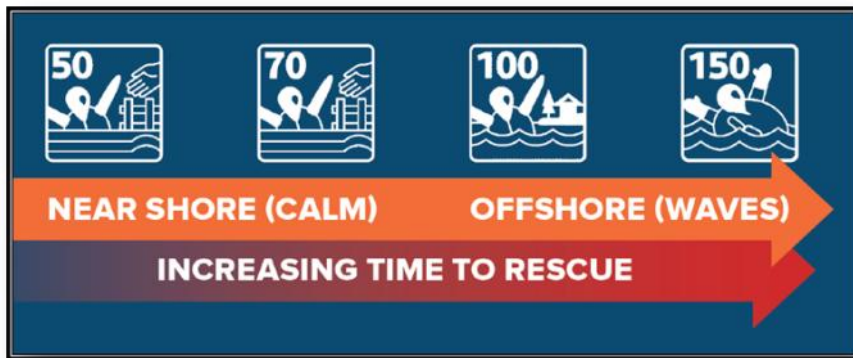 50 70 100 150
NEAR SHORE (CALM) OFFSHORE (WAVES)
INCREASING TIME TO RESCUE